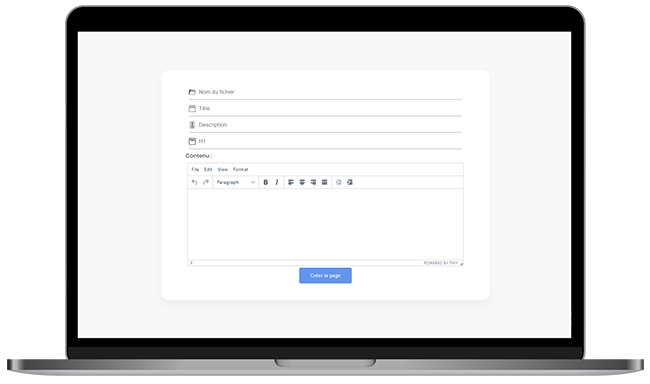 Nom du fichier
Titre
Description
H1
Contenu :
File Edit View Format
Paragraph B I
P POWERED BY TINY
Créer la page